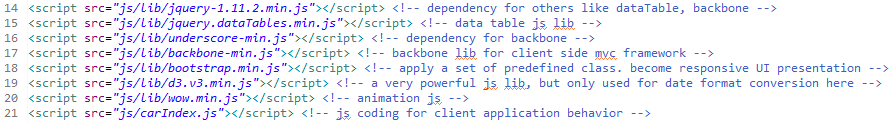 14 <script src="js/lib/jquery-1.11.2.min.js"></script> <!-- dependency for others like dataTable, backbone -->
15 <script src="js/lib/jquery.dataTables.min.js"></script> <!-- data table js lib -->
16 <script src="js/lib/underscore-min.js"></script> <!-- dependency for backbone -->
17 <script src="js/lib/backbone-min.js"></script> <!-- backbone lib for client side mvc framework -->
18 <script src="js/lib/bootstrap.min.js"></script> <!-- apply a set of predefined class. become responsive UI presentation -->
19 <script src="js/lib/d3.v3.min.js"></script> <!-- a very powerful js lib, but only used for date format conversion here -->
20 <script src="js/lib/wow.min.js"></script> <!-- animation js -->
21 <script src="js/carIndex.js"></script> <!-- js coding for client application behavior -->